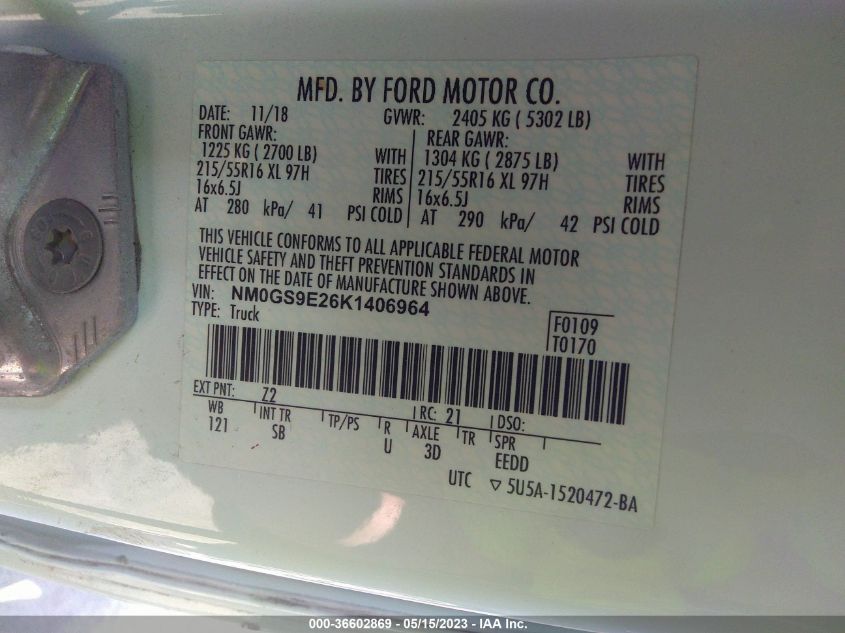 MFD. BY FORD MOTOR CO.
DATE: 11/18 GVWR: 2405 KG ( 5302 LB)
FRONT GAWR: REAR GAWR:
1225 KG ( 2700 LB) WITH 1304 KG ( 2875 LB) WITH
215/55R16 XL 97H TIRES 215/55R16 XL 97H TIRES
16x6.5J RIMS 16x6.5J RIMS
AT 280 kPa/ 41 PSI COLD AT 290 kPa/ 42 PSI COLD
THIS VEHICLE CONFORMS TO ALL APPLICABLE FEDERAL MOTOR
VEHICLE SAFETY AND THEFT PREVENTION STANDARDS IN
EFFECT ON THE DATE OF MANUFACTURE SHOWN ABOVE.
VIN: NM0GS9E26K1406964
TYPE: Truck
F0109
T0170
EXT PNT: Z2 RC: 21 DSO:
WB INT TR TP/PS R AXLE TR SPR
121 SB U 3D EEDD
UTC ▽ 5U5A-1520472-BA
000-36602869 - 05/15/2023 - IAA Inc.